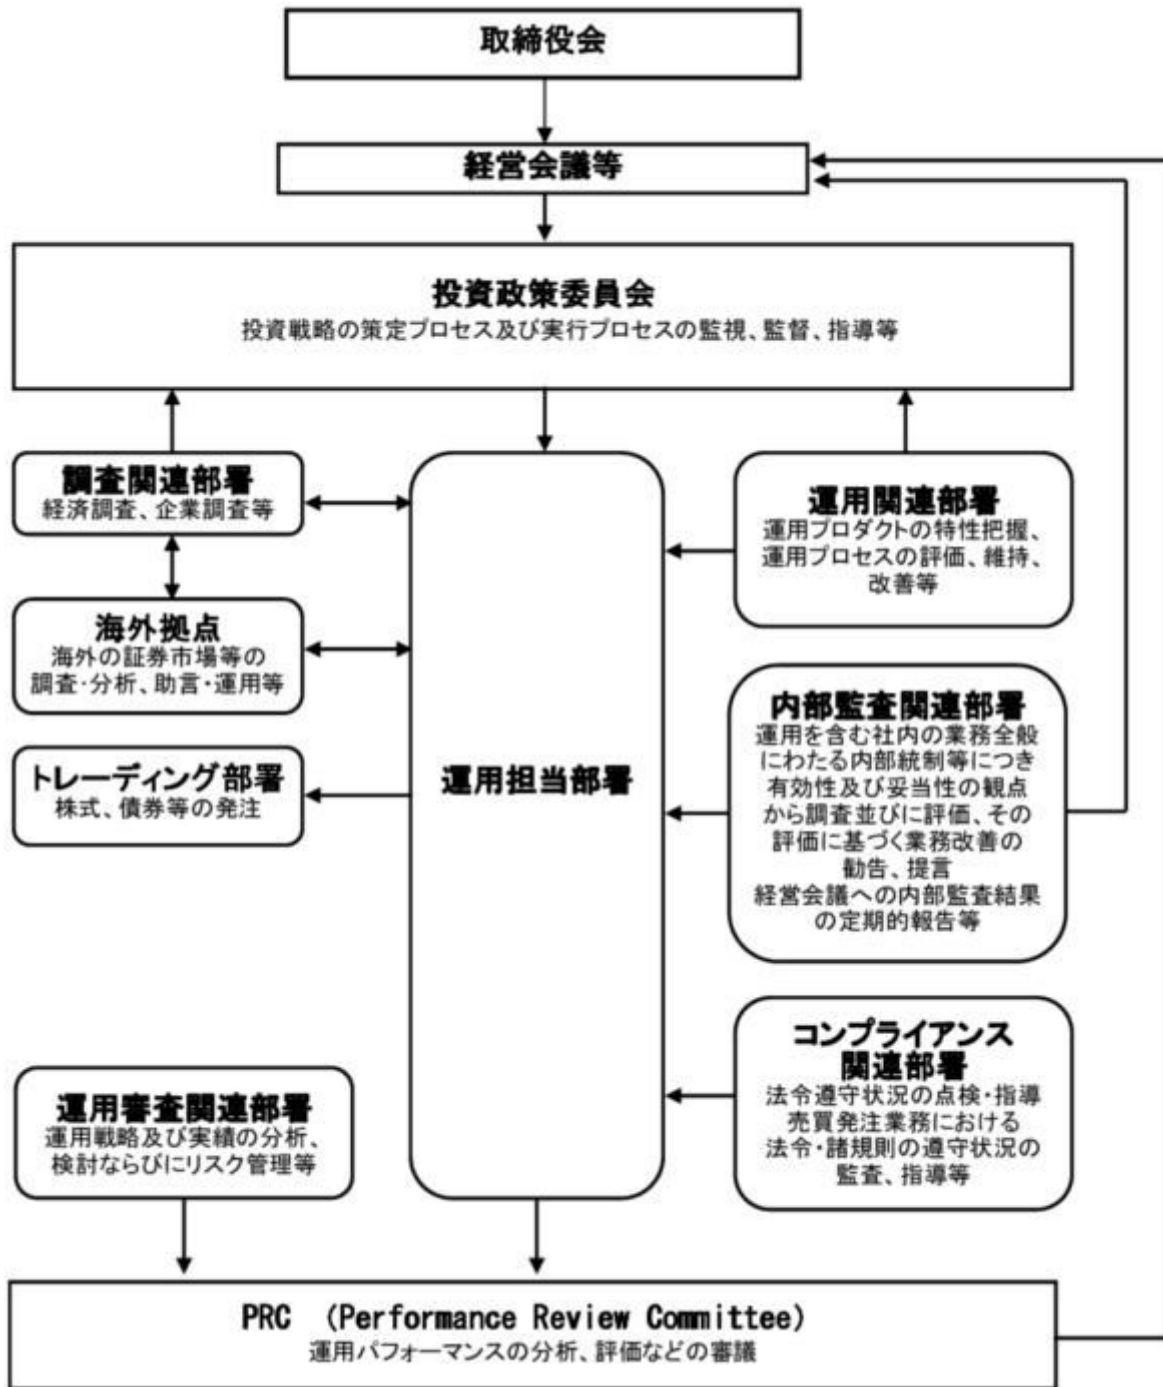 取締役会
経営会議等
投資政策委員会
投資戦略の策定プロセス及び実行プロセスの監視、監督、指導等
調査関連部署
経済調査、企業調査等
海外拠点
海外の証券市場等の
調査・分析、助言・運用等
トレーディング部署
株式、債券等の発注
運用担当部署
運用関連部署
運用プロダクトの特性把握、
運用プロセスの評価、維持、
改善等
内部監査関連部署
運用を含む社内の業務全般
にわたる内部統制等につき
有効性及び妥当性の観点
から調査並びに評価、その
評価に基づく業務改善の
勧告、提言
経営会議への内部監査結果
の定期的報告等
コンプライアンス
関連部署
法令遵守状況の点検・指導
売買発注業務における
法令・諸規則の遵守状況の
監査、指導等
運用審査関連部署
運用戦略及び実績の分析、
検討ならびにリスク管理等
PRC （Performance Review Committee）
運用パフォーマンスの分析、評価などの審議